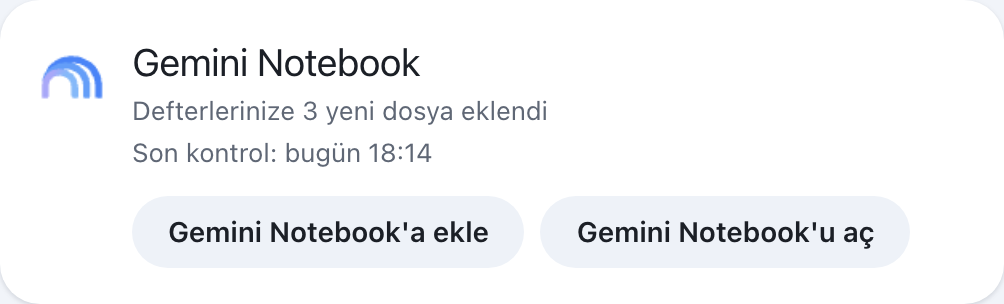 Gemini Notebook
Defterlerinize 3 yeni dosya eklendi
Son kontrol: bugün 18:14
Gemini Notebook'a ekle
Gemini Notebook'u aç